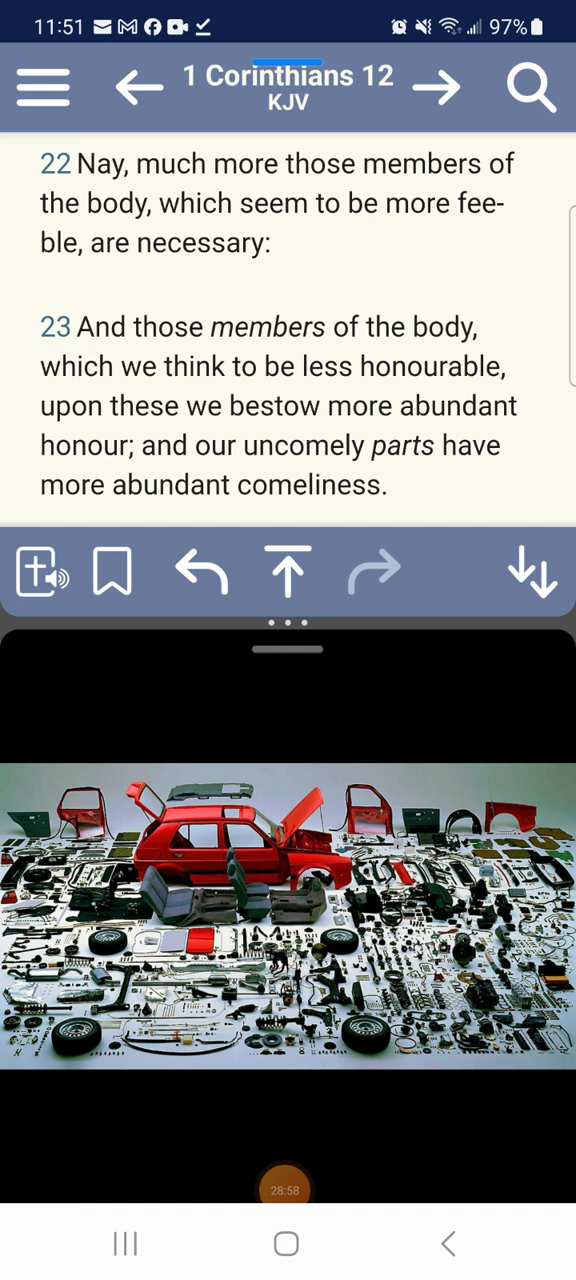 11:51 97%
1 Corinthians 12
KJV
22 Nay, much more those members of
the body, which seem to be more fee-
ble, are necessary:
23 And those members of the body,
which we think to be less honourable,
upon these we bestow more abundant
honour; and our uncomely parts have
more abundant comeliness.
28:58